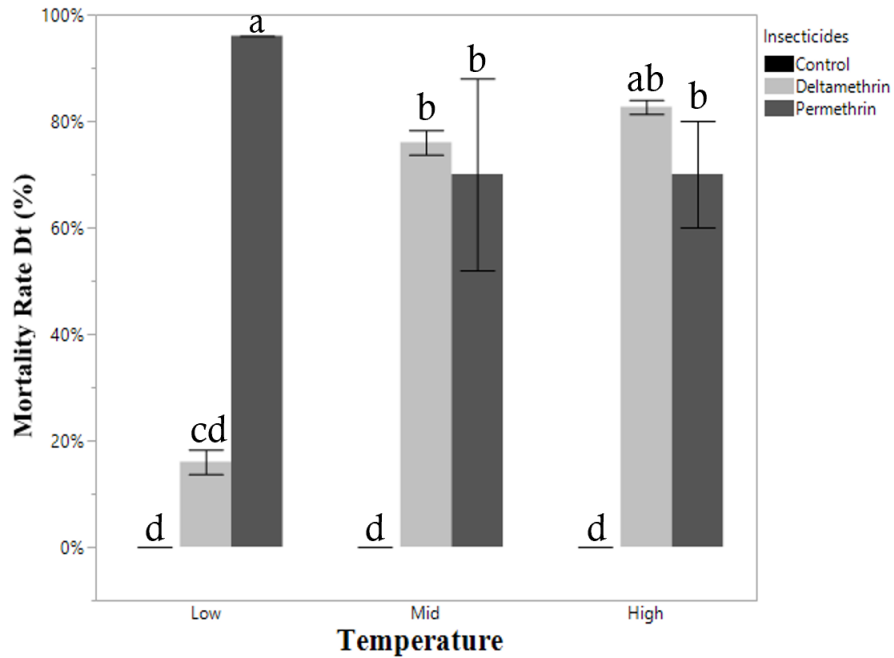 100%
80%
60%
40%
20%
0%
Mortality Rate Dt (%)
a
b
b
ab
b
cd
d
d
d
Low
Mid
High
Temperature
Insecticides
Control
Deltamethrin
Permethrin